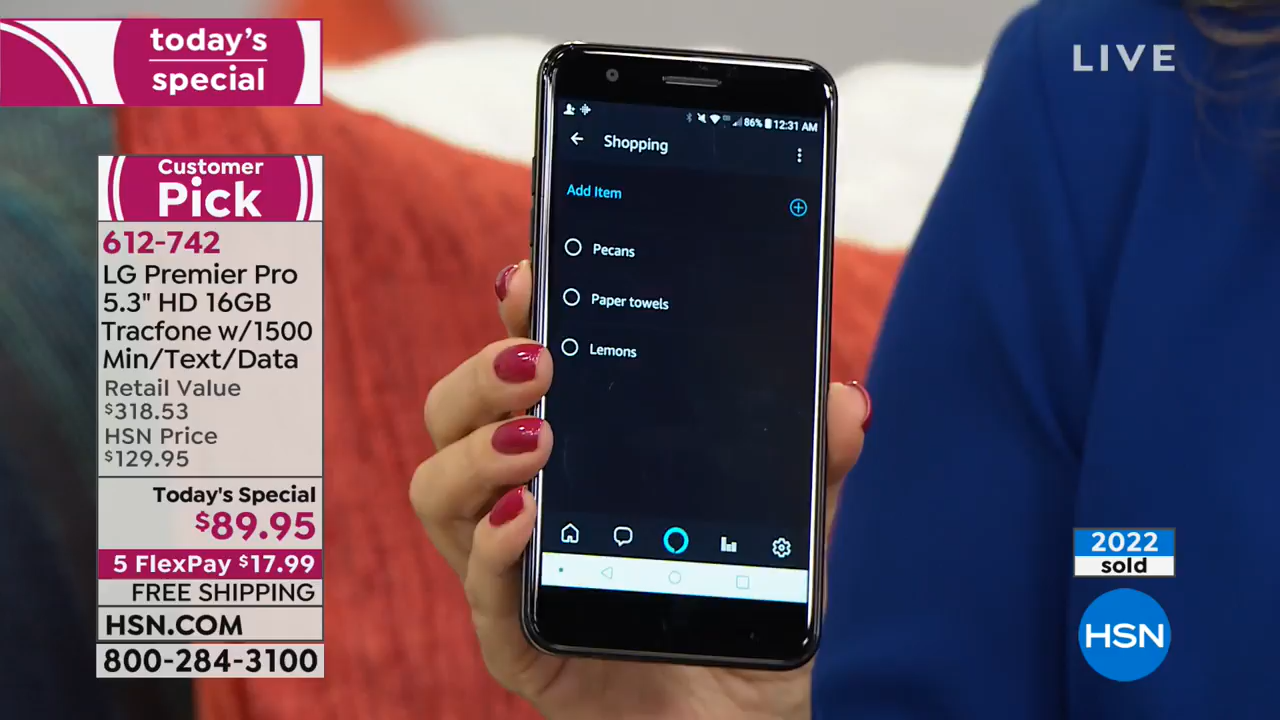 today's
special
LIVE
Customer
Pick
612-742
LG Premier Pro
5.3" HD 16GB
Tracfone w/1500
Min/Text/Data
Retail Value
$318.53
HSN Price
$129.95
Today's Special
$89.95
5 FlexPay $17.99
FREE SHIPPING
HSN.COM
800-284-3100
86% 12:31 AM
Shopping
Add Item
Pecans
Paper towels
Lemons
2022
sold
HSN